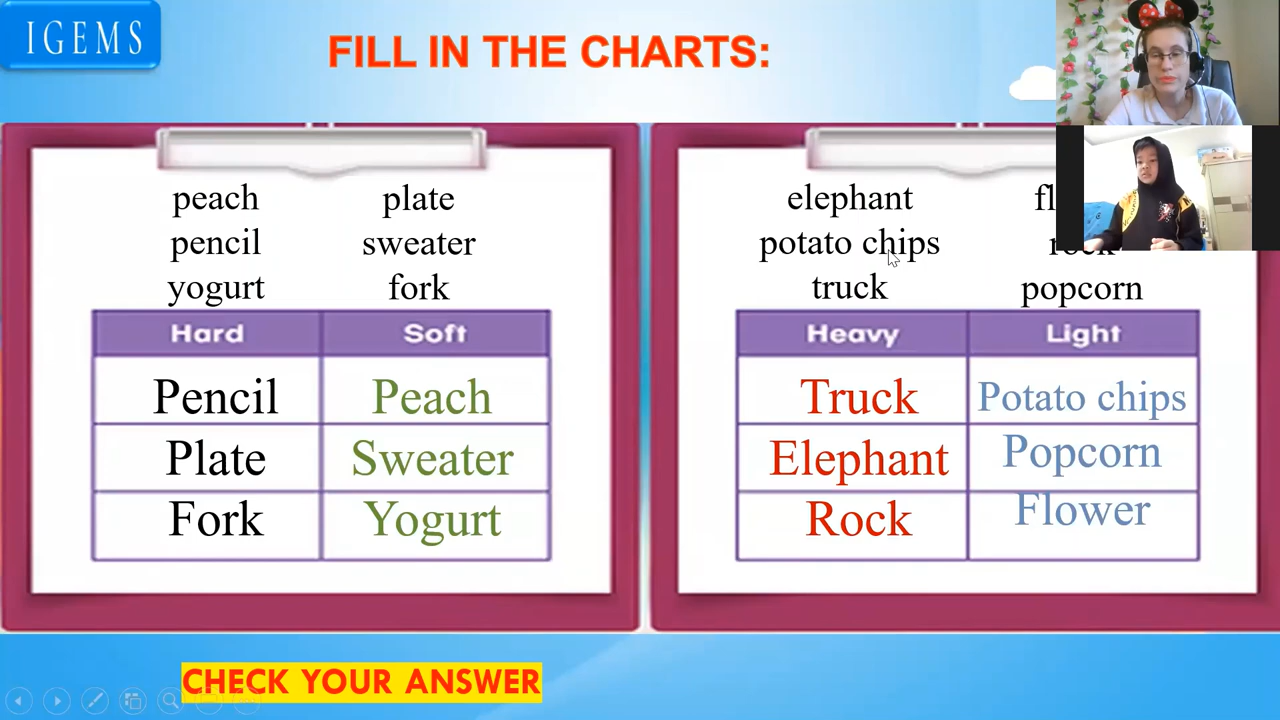 IGEMS
FILL IN THE CHARTS:
peach plate
pencil sweater
yogurt fork
Hard Soft
Pencil Peach
Plate Sweater
Fork Yogurt
elephant
potato chips rock
truck popcorn
Heavy Light
Truck Potato chips
Elephant Popcorn
Rock Flower
CHECK YOUR ANSWER